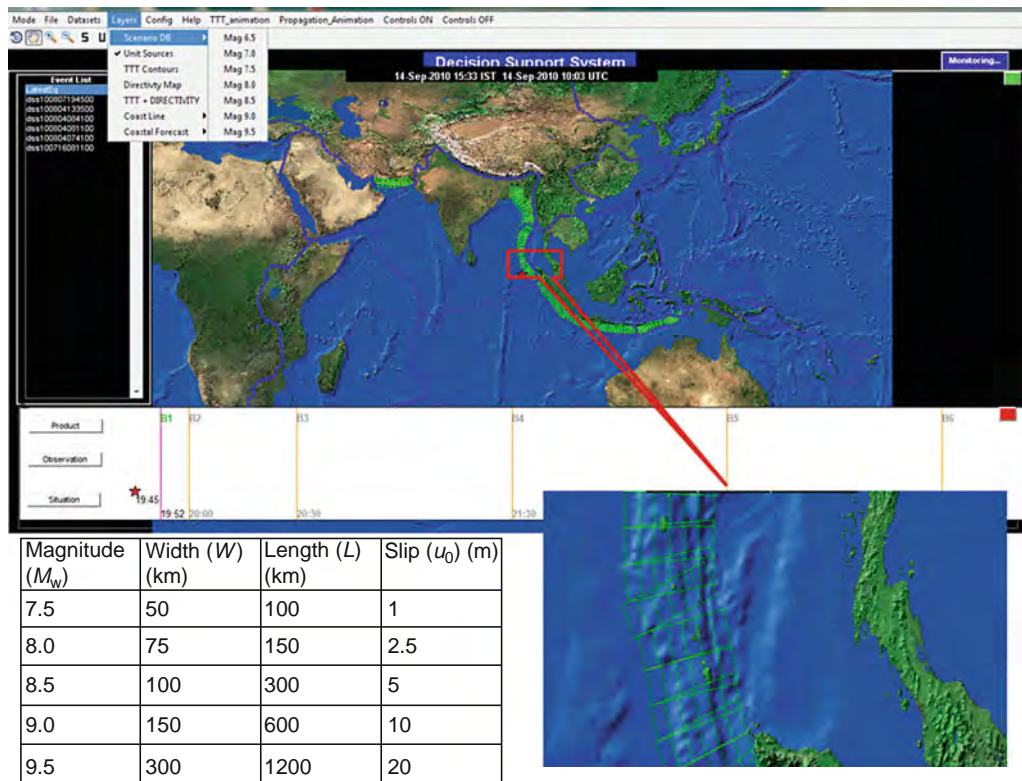 Mode File Datasets Layers Config Help TTT_animation Propagation_Animation Controls ON Controls OFF
S U
Scenario DB
Unit Sources
TTT Contours
Directivity Map
TTT + DIRECTIVITY
Coast Line
Coastal Forecast
Mag 6.5
Mag 7.0
Mag 7.5
Mag 8.0
Mag 8.5
Mag 9.0
Mag 9.5
Decision Support System
14-Sep-2010 15:33 IST 14-Sep-2010 10:03 UTC
Monitoring...
Event List
LatestEq
dss100807194500
dss100804133500
dss100804084100
dss100804081100
dss100804074100
dss100716081100
Product
Observation
Situation
B1 B2 B3 B4 B5 B6
19:45
19:52 20:00 20:30 21:30
Magnitude (Mw) Width (W) (km) Length (L) (km) Slip (u0) (m)
7.5 50 100 1
8.0 75 150 2.5
8.5 100 300 5
9.0 150 600 10
9.5 300 1200 20